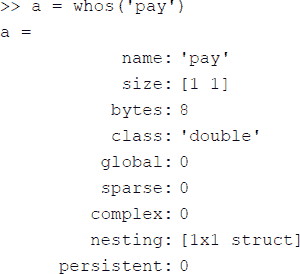 >> a = whos('pay')
a =
name: 'pay'
size: [1 1]
bytes: 8
class: 'double'
global: 0
sparse: 0
complex: 0
nesting: [1x1 struct]
persistent: 0